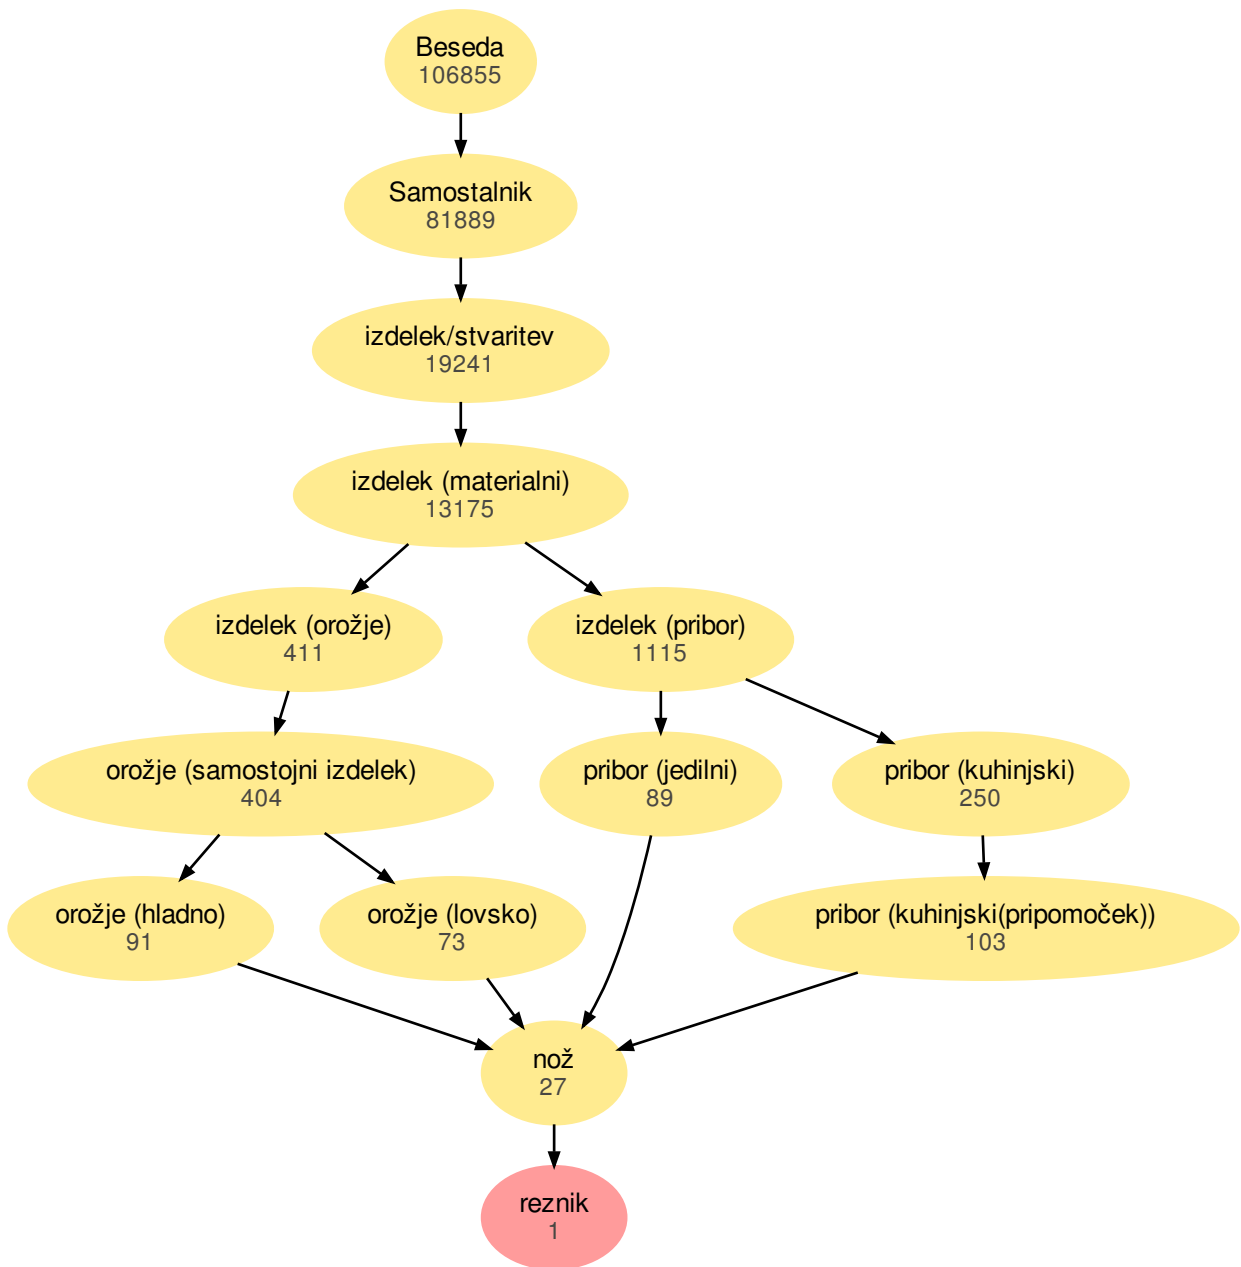 Beseda
106855
Samostalnik
81889
izdelek/stvaritev
19241
izdelek (materialni)
13175
izdelek (orožje)
411
izdelek (pribor)
1115
orožje (samostojni izdelek)
404
pribor (jedilni)
89
pribor (kuhinjski)
250
orožje (hladno)
91
orožje (lovsko)
73
pribor (kuhinjski(pripomoček))
103
nož
27
reznik
1